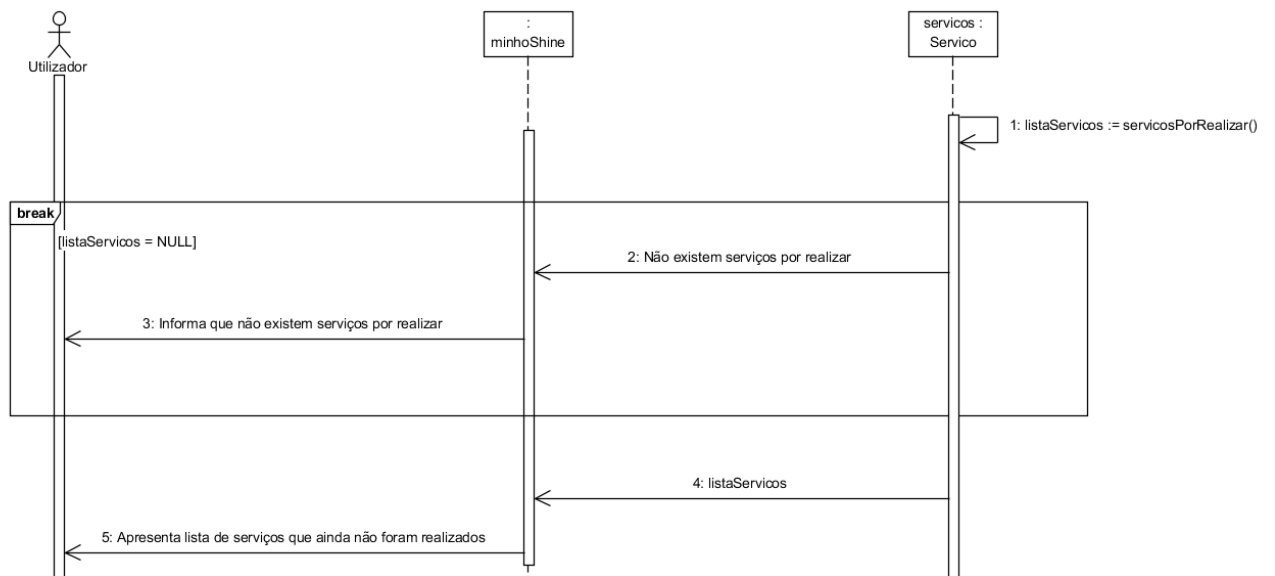 :
minhoShine
servicos :
Servico
Utilizador
1: listaServicos := servicosPorRealizar()
break
[listaServicos = NULL]
2: Não existem serviços por realizar
3: Informa que não existem serviços por realizar
4: listaServicos
5: Apresenta lista de serviços que ainda não foram realizados